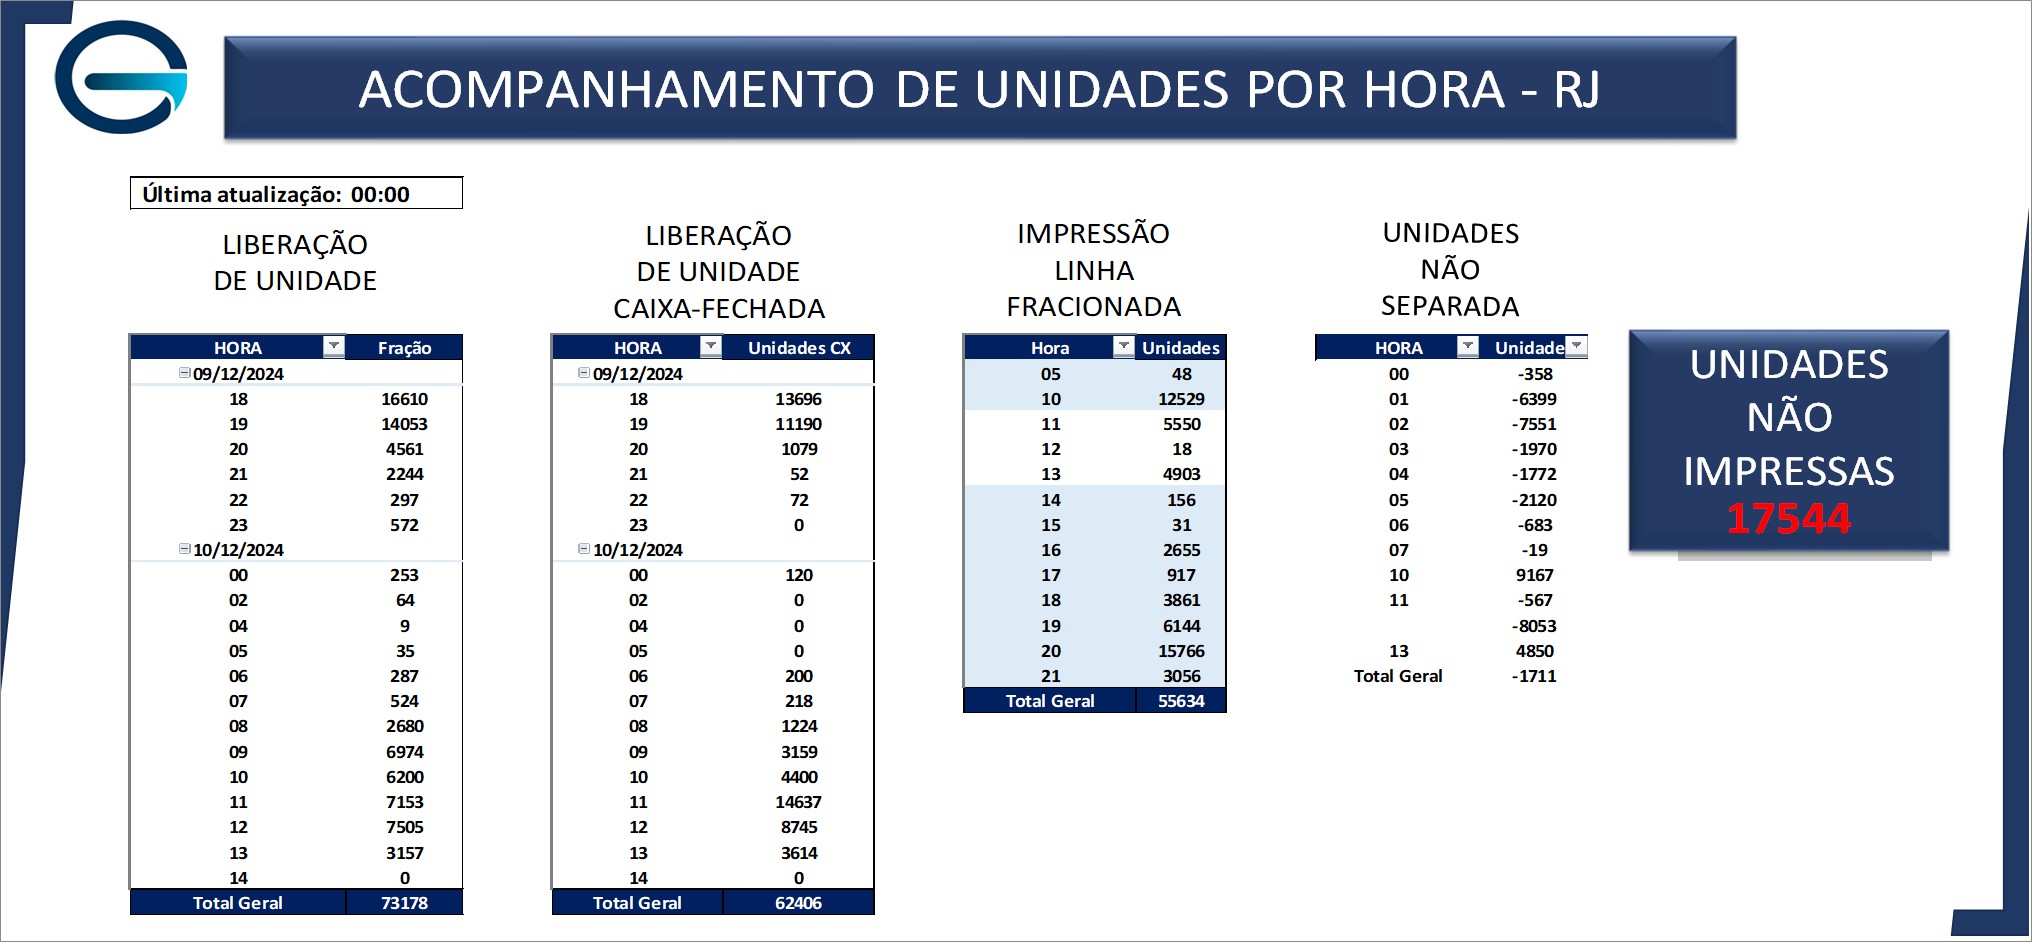 ACOMPANHAMENTO DE UNIDADES POR HORA - RJ
Última atualização: 00:00
LIBERAÇÃO
DE UNIDADE
HORA Fração
09/12/2024
18 16610
19 14053
20 4561
21 2244
22 297
23 572
10/12/2024
00 253
02 64
04 9
05 35
06 287
07 524
08 2680
09 6974
10 6200
11 7153
12 7505
13 3157
14 0
Total Geral 73178
LIBERAÇÃO
DE UNIDADE
CAIXA-FECHADA
HORA Unidades CX
09/12/2024
18 13696
19 11190
20 1079
21 52
22 72
23 0
10/12/2024
00 120
02 0
04 0
05 0
06 200
07 218
08 1224
09 3159
10 4400
11 14637
12 8745
13 3614
14 0
Total Geral 62406
IMPRESSÃO
LINHA
FRACIONADA
Hora Unidades
05 48
10 12529
11 5550
12 18
13 4903
14 156
15 31
16 2655
17 917
18 3861
19 6144
20 15766
21 3056
Total Geral 55634
UNIDADES
NÃO
SEPARADA
HORA Unidade
00 -358
01 -6399
02 -7551
03 -1970
04 -1772
05 -2120
06 -683
07 -19
10 9167
11 -567
-8053
13 4850
Total Geral -1711
UNIDADES
NÃO
IMPRESSAS
17544